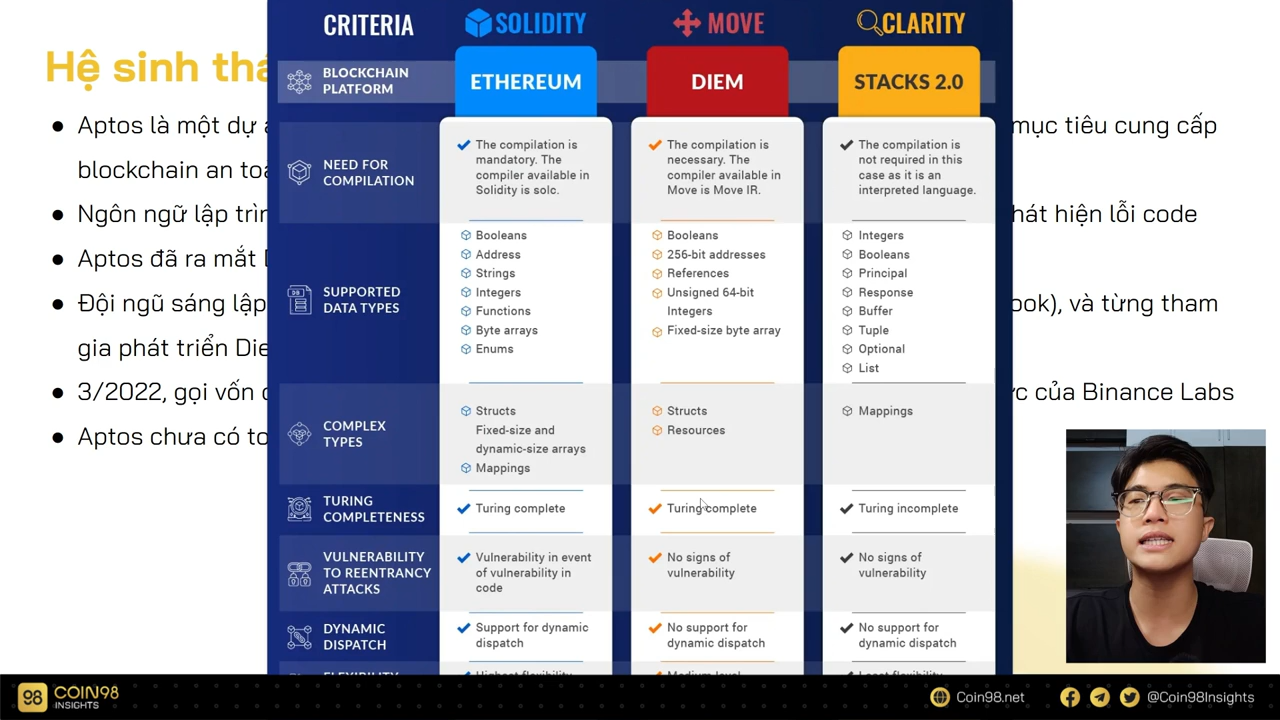 Hệ sinh thá
Aptos là một dự á
mục tiêu cung cấp
blockchain an toà
Ngôn ngữ lập trìn
hát hiện lỗi code
Aptos đã ra mắt
Đội ngũ sáng lập
ook), và từng tham
gia phát triển Die
3/2022, gọi vốn
ức của Binance Labs
Aptos chưa có to
CRITERIA
SOLIDITY
MOVE
CLARITY
BLOCKCHAIN
PLATFORM
ETHEREUM
DIEM
STACKS 2.0
NEED FOR
COMPILATION
The compilation is
mandatory. The
compiler available in
Solidity is solc.
The compilation is
necessary. The
compiler available in
Move is Move IR.
The compilation is
not required in this
case as it is an
interpreted language.
SUPPORTED
DATA TYPES
Booleans
Address
Strings
Integers
Functions
Byte arrays
Enums
Booleans
256-bit addresses
References
Unsigned 64-bit
Integers
Fixed-size byte array
Integers
Booleans
Principal
Response
Buffer
Tuple
Optional
List
COMPLEX
TYPES
Structs
Fixed-size and
dynamic-size arrays
Mappings
Structs
Resources
Mappings
TURING
COMPLETENESS
Turing complete
Turing complete
Turing incomplete
VULNERABILITY
TO REENTRANCY
ATTACKS
Vulnerability in event
of vulnerability in
code
No signs of
vulnerability
No signs of
vulnerability
DYNAMIC
DISPATCH
Support for dynamic
dispatch
No support for
dynamic dispatch
No support for
dynamic dispatch
FLEXIBILITY
Highest flexibility
Medium level
Least flexibility
98
COIN98
INSIGHTS
Coin98.net
@Coin98Insights